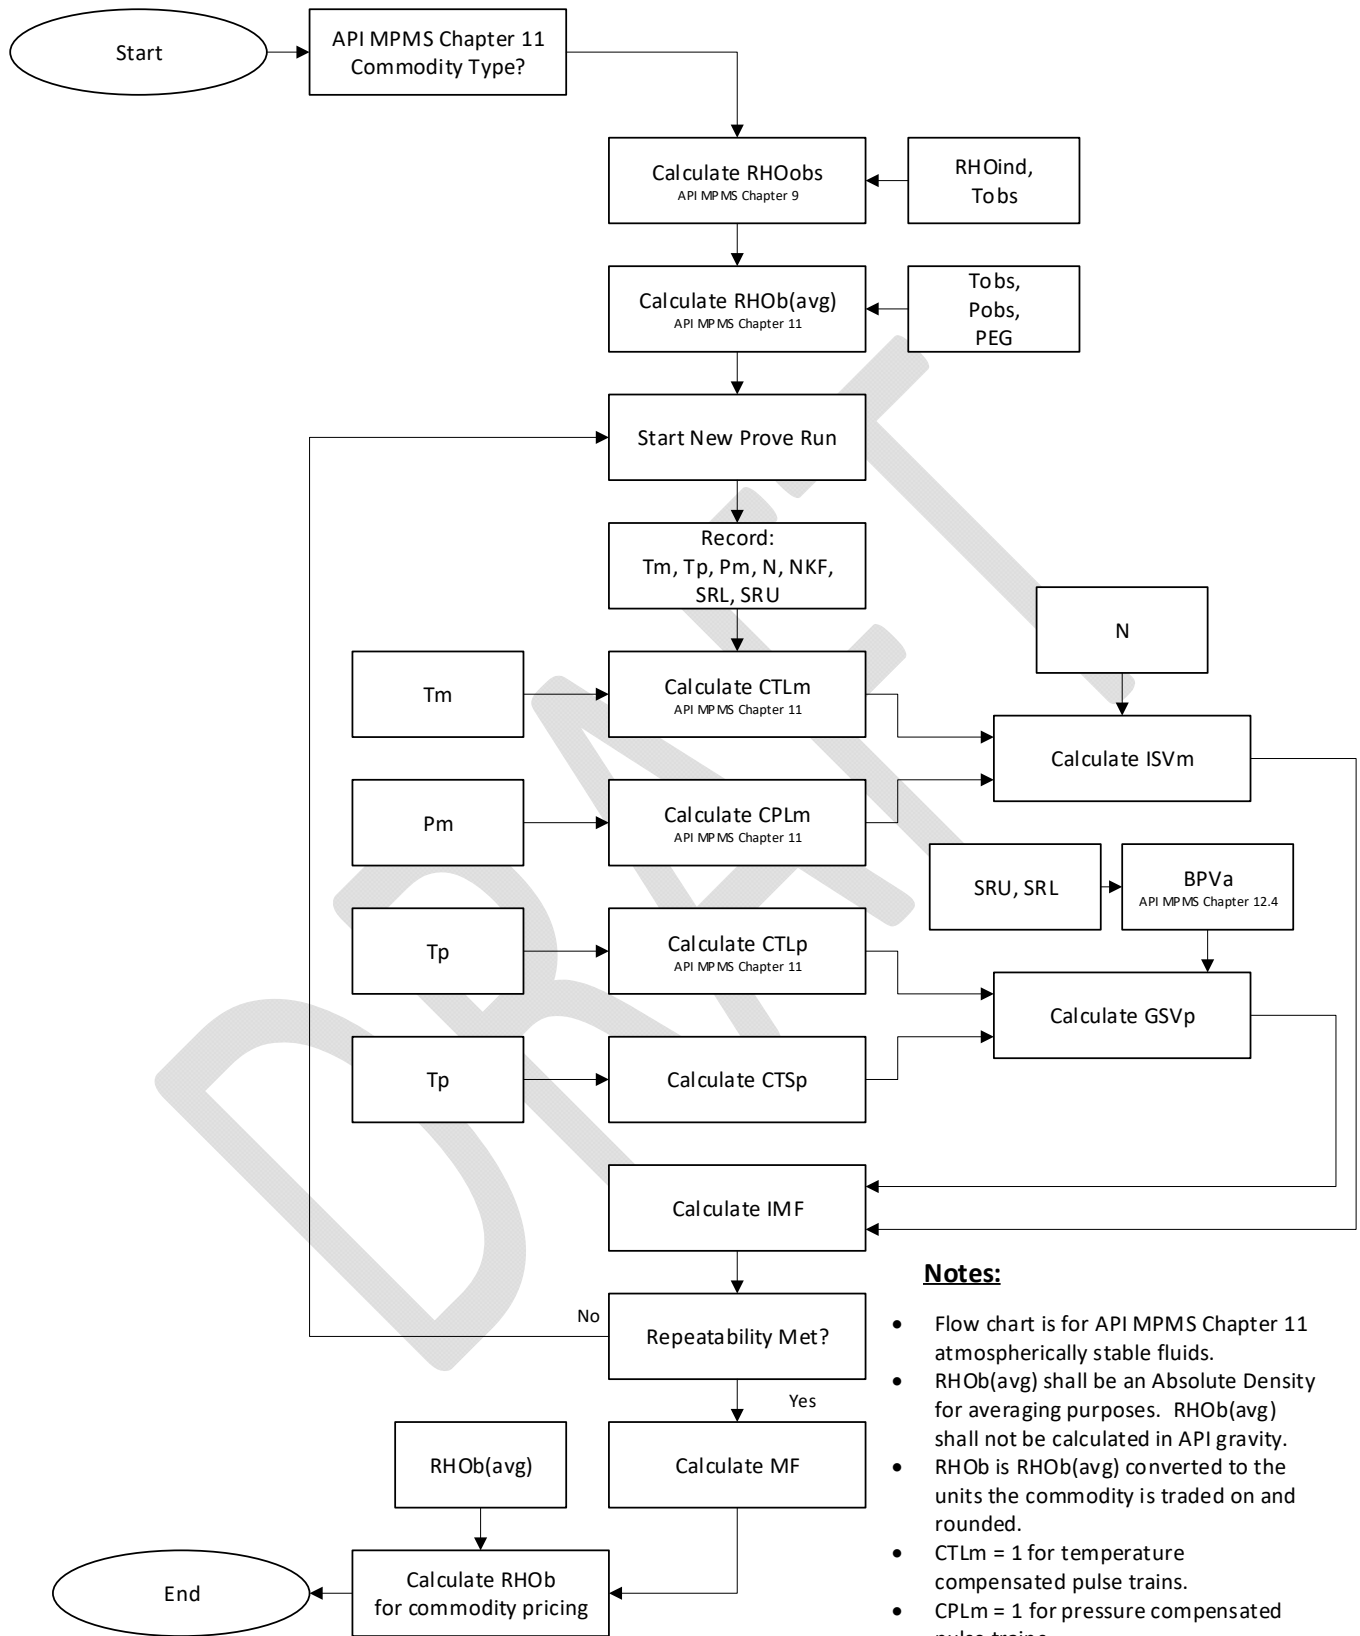 Start
API MPMS Chapter 11
Commodity Type?
Calculate RHOobs
API MPMS Chapter 9
RHOind,
Tobs
Calculate RHOb(avg)
API MPMS Chapter 11
Tobs,
Pobs,
PEG
Start New Prove Run
Record:
Tm, Tp, Pm, N, NKF,
SRL, SRU
N
Tm
Calculate CTLm
API MPMS Chapter 11
Calculate ISVm
Pm
Calculate CPLm
API MPMS Chapter 11
SRU, SRL
BPVa
API MPMS Chapter 12.4
Tp
Calculate CTLp
API MPMS Chapter 11
Calculate GSVp
Tp
Calculate CTSp
Calculate IMF
No
Repeatability Met?
Yes
RHOb(avg)
Calculate MF
End
Calculate RHOb
for commodity pricing
Notes:
• Flow chart is for API MPMS Chapter 11
atmospherically stable fluids.
• RHOb(avg) shall be an Absolute Density
for averaging purposes. RHOb(avg)
shall not be calculated in API gravity.
• RHOb is RHOb(avg) converted to the
units the commodity is traded on and
rounded.
• CTLm = 1 for temperature
compensated pulse trains.
• CPLm = 1 for pressure compensated
pulse trains.
DRAFT